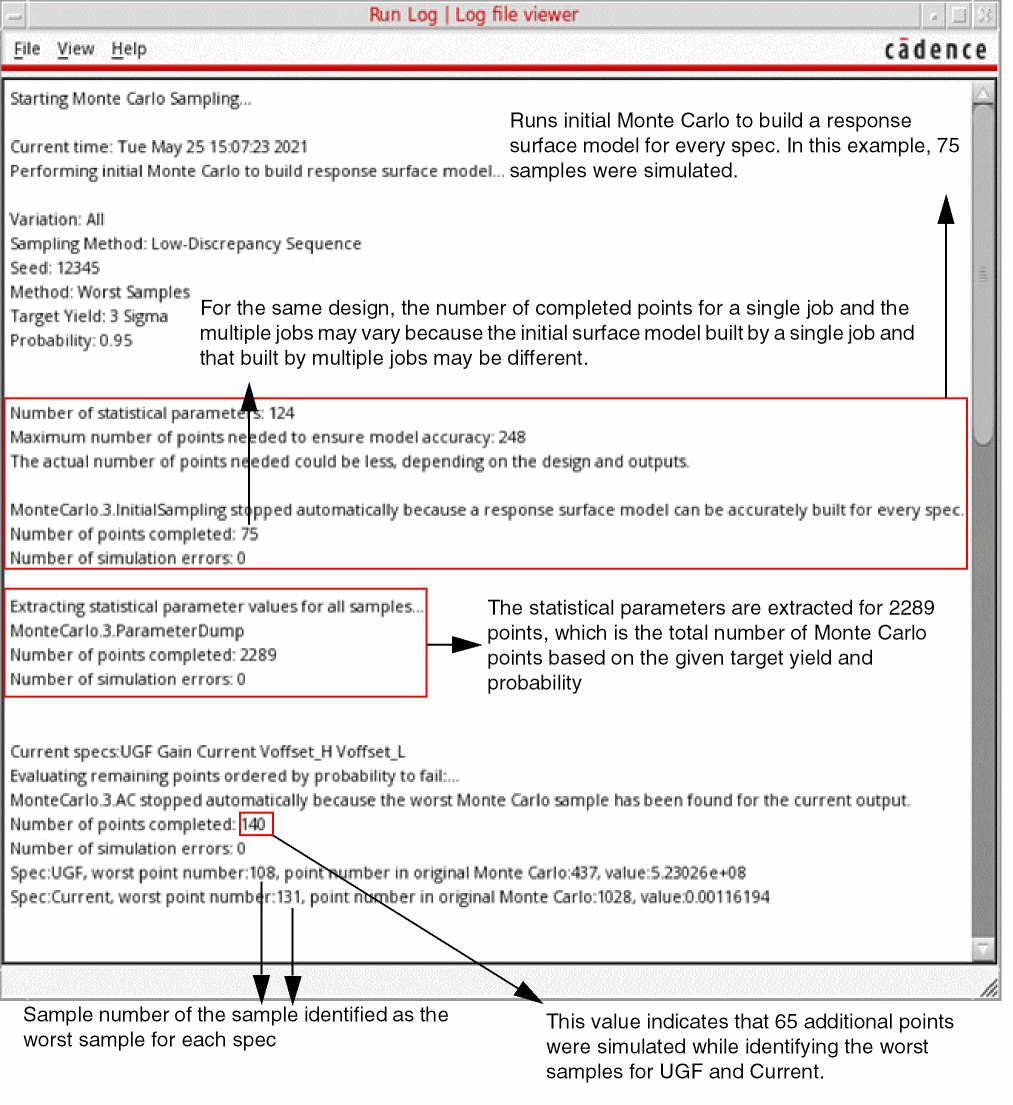 Run Log | Log file viewer
File View Help
cādence
Starting Monte Carlo Sampling...
Runs initial Monte Carlo to build a response
surface model for every spec. In this example, 75
samples were simulated.
Current time: Tue May 25 15:07:23 2021
Performing initial Monte Carlo to build response surface model...
Variation: All
Sampling Method: Low-Discrepancy Sequence
Seed: 12345
Method: Worst Samples
Target Yield: 3 Sigma
Probability: 0.95
For the same design, the number of completed points for a single job and the
multiple jobs may vary because the initial surface model built by a single job and
that built by multiple jobs may be different.
Number of statistical parameters: 124
Maximum number of points needed to ensure model accuracy: 248
The actual number of points needed could be less, depending on the design and outputs.
MonteCarlo.3.InitialSampling stopped automatically because a response surface model can be accurately built for every spec.
Number of points completed: 75
Number of simulation errors: 0
Extracting statistical parameter values for all samples...
MonteCarlo.3.ParameterDump
Number of points completed: 2289
Number of simulation errors: 0
The statistical parameters are extracted for 2289
points, which is the total number of Monte Carlo
points based on the given target yield and
probability
Current specs:UGF Gain Current Voffset_H Voffset_L
Evaluating remaining points ordered by probability to fail:...
MonteCarlo.3.AC stopped automatically because the worst Monte Carlo sample has been found for the current output.
Number of points completed: 140
Number of simulation errors: 0
Spec:UGF, worst point number:108, point number in original Monte Carlo:437, value:5.23026e+08
Spec:Current, worst point number:131, point number in original Monte Carlo:1028, value:0.00116194
Sample number of the sample identified as the
worst sample for each spec
This value indicates that 65 additional points
were simulated while identifying the worst
samples for UGF and Current.